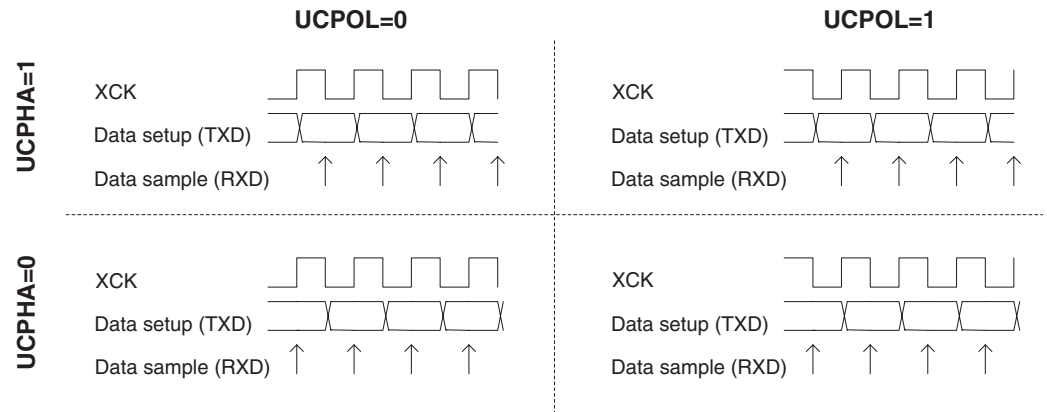 UCPOL=0
UCPOL=1
UCPHA=1
XCK
Data setup (TXD)
Data sample (RXD)
XCK
Data setup (TXD)
Data sample (RXD)
UCPHA=0
XCK
Data setup (TXD)
Data sample (RXD)
XCK
Data setup (TXD)
Data sample (RXD)